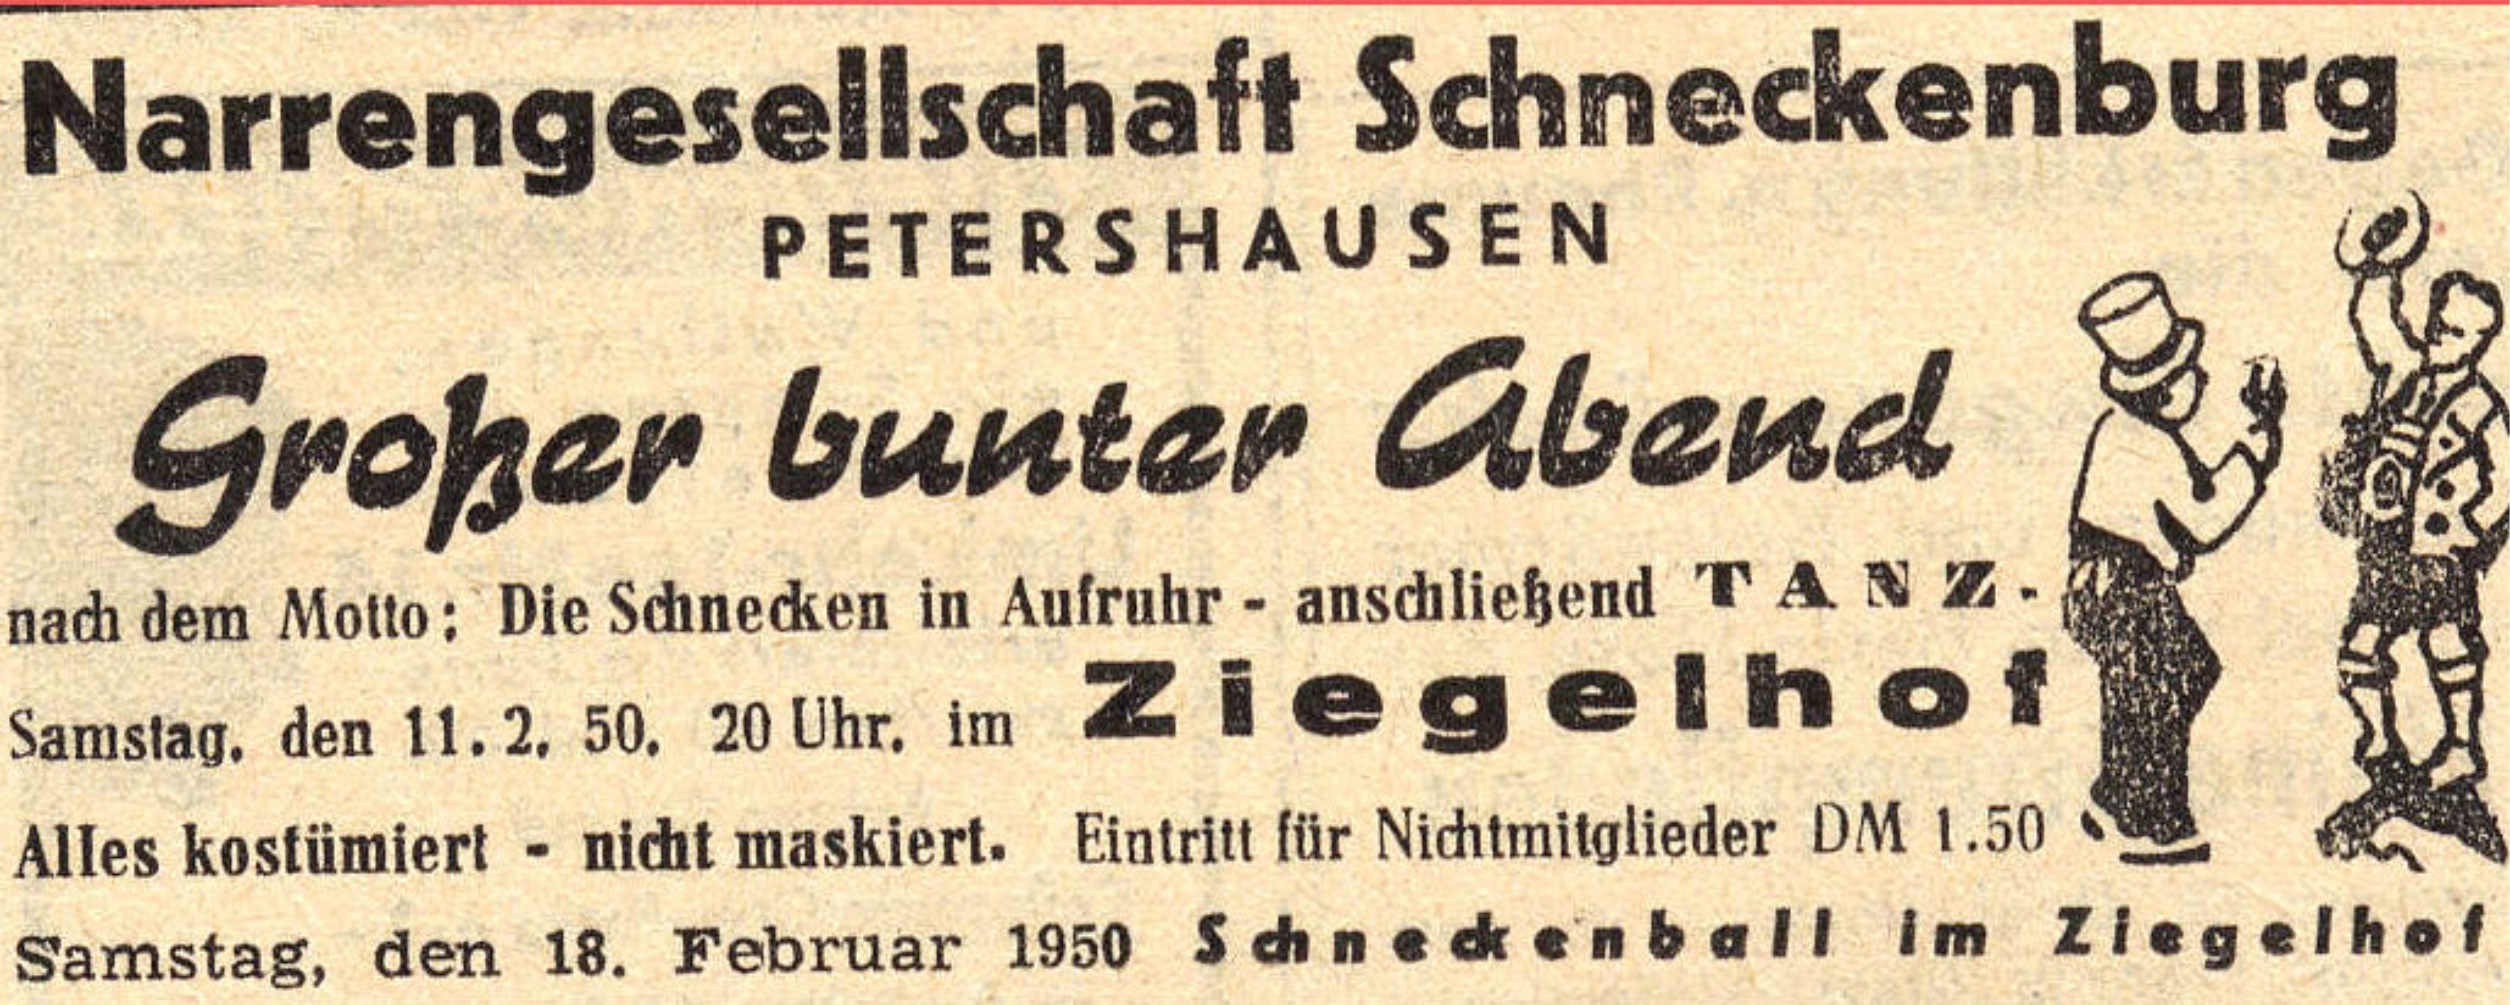 Narrengesellschaft Schneckenburg
PETERSHAUSEN
Großer bunter Abend
nach dem Motto: Die Schnecken in Aufruhr - anschließend TANZ-
Samstag, den 11. 2. 50, 20 Uhr, im Ziegelhof
Alles kostümiert - nicht maskiert. Eintritt für Nichtmitglieder DM 1.50
Samstag, den 18. Februar 1950 Schneckenball im Ziegelhof